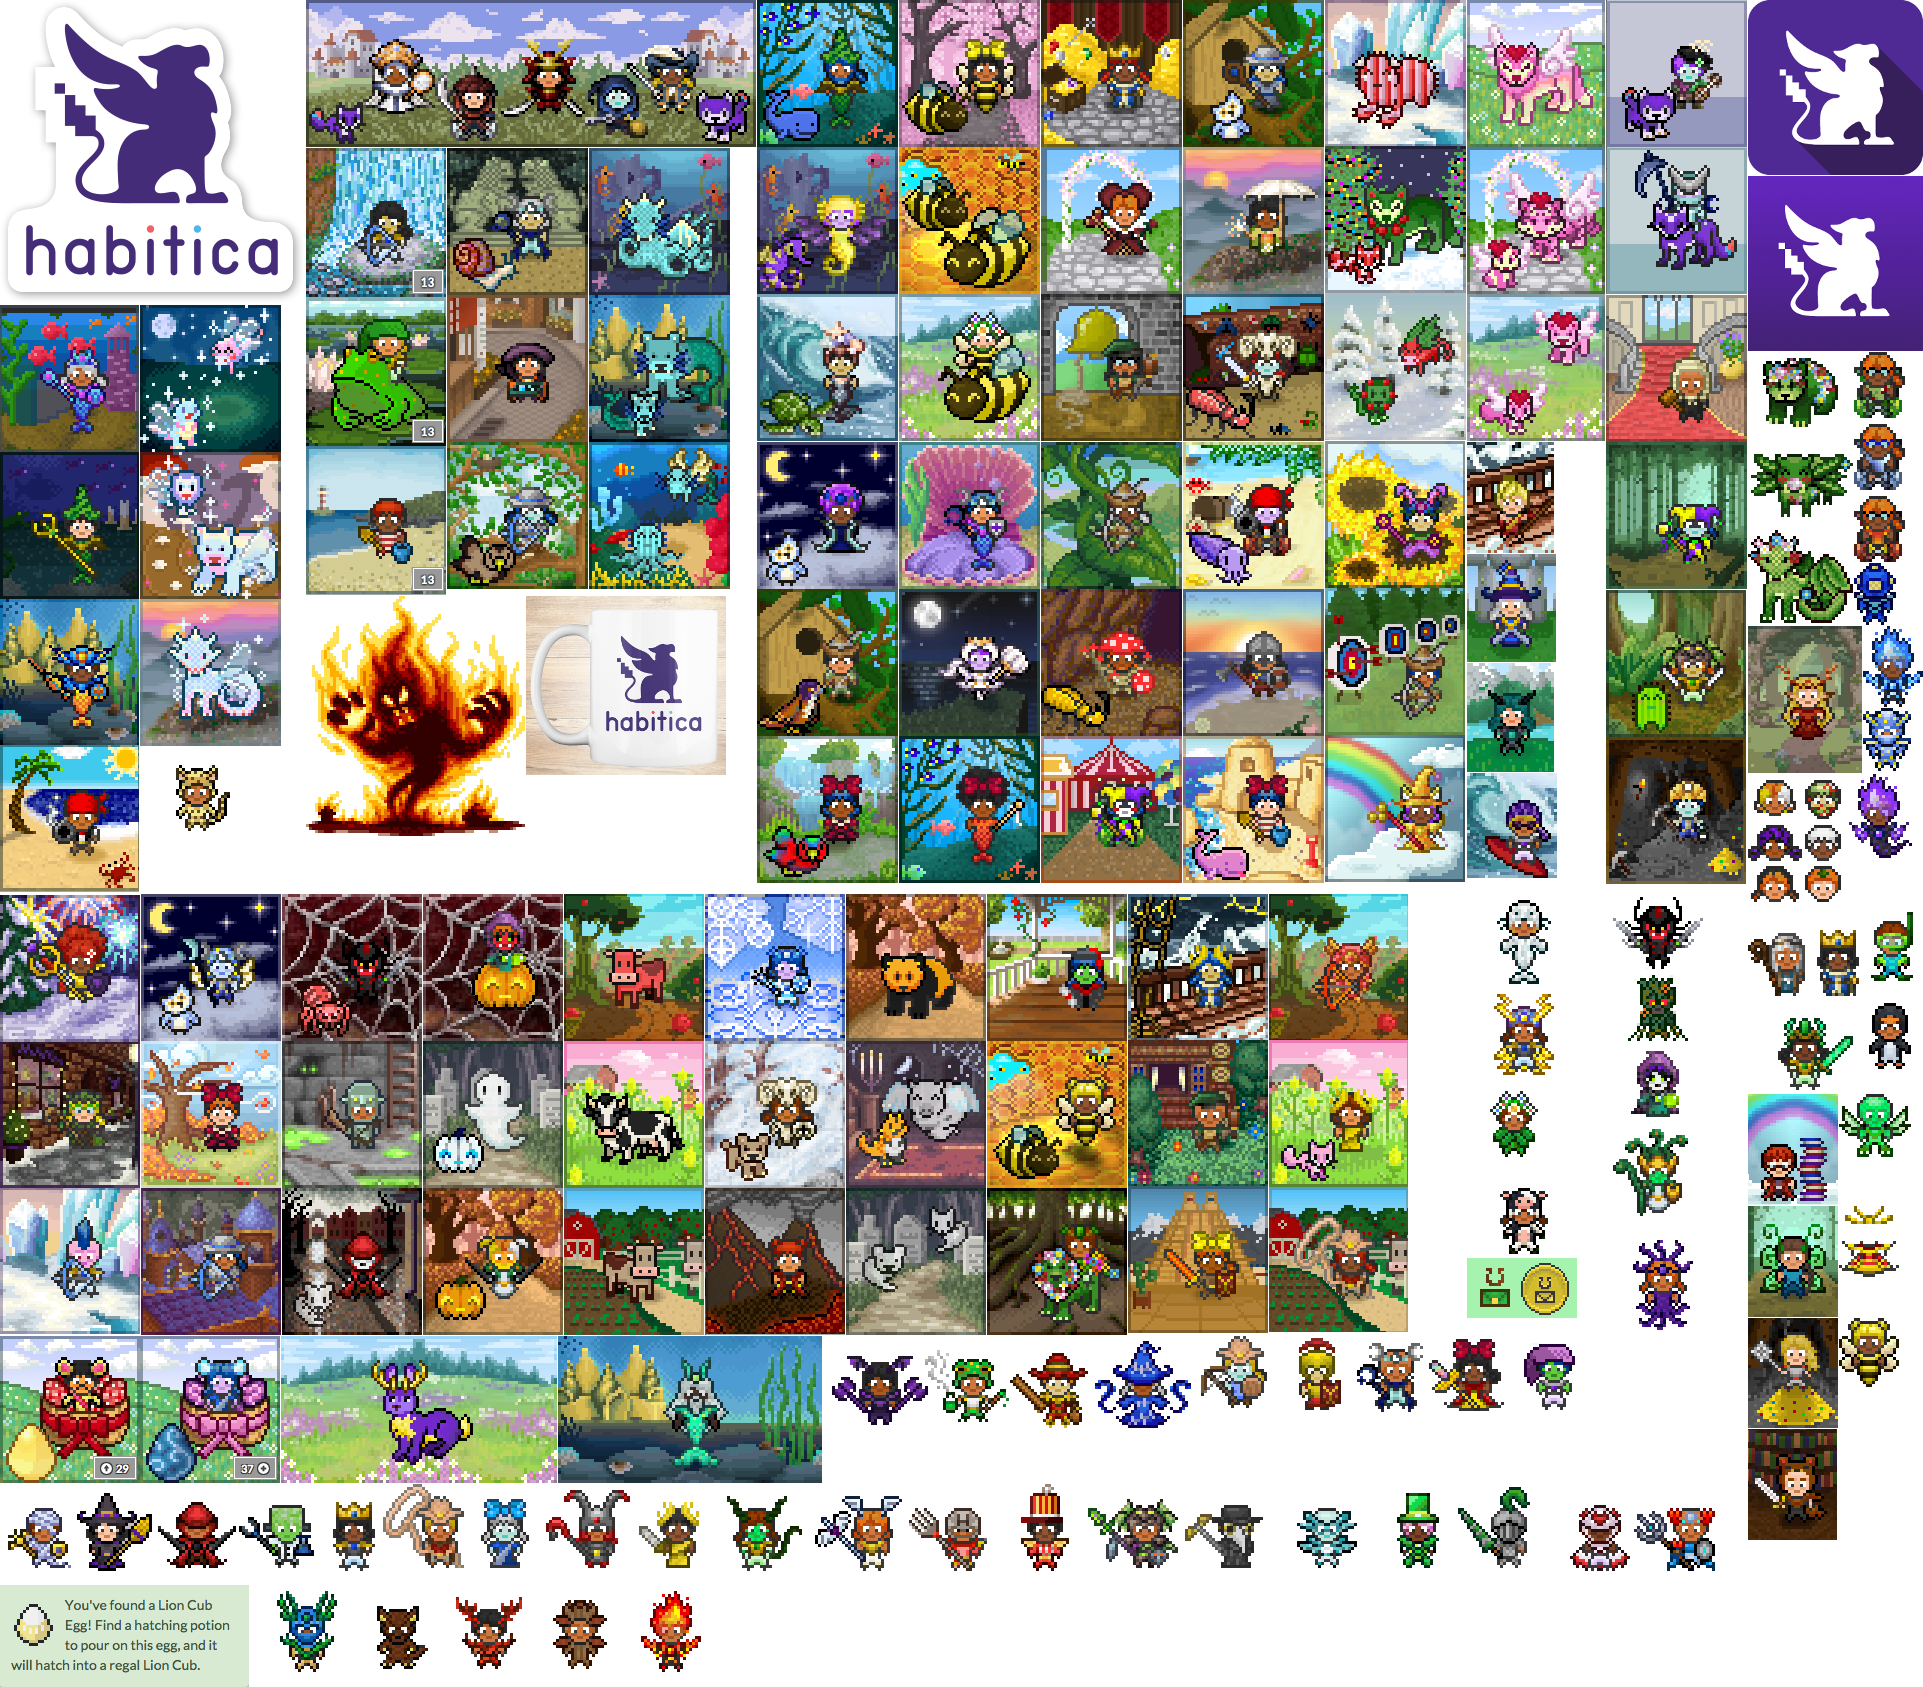 habitica
13
13
13
habitica
29
37
You've found a Lion Cub
Egg! Find a hatching potion
to pour on this egg, and it
will hatch into a regal Lion Cub.